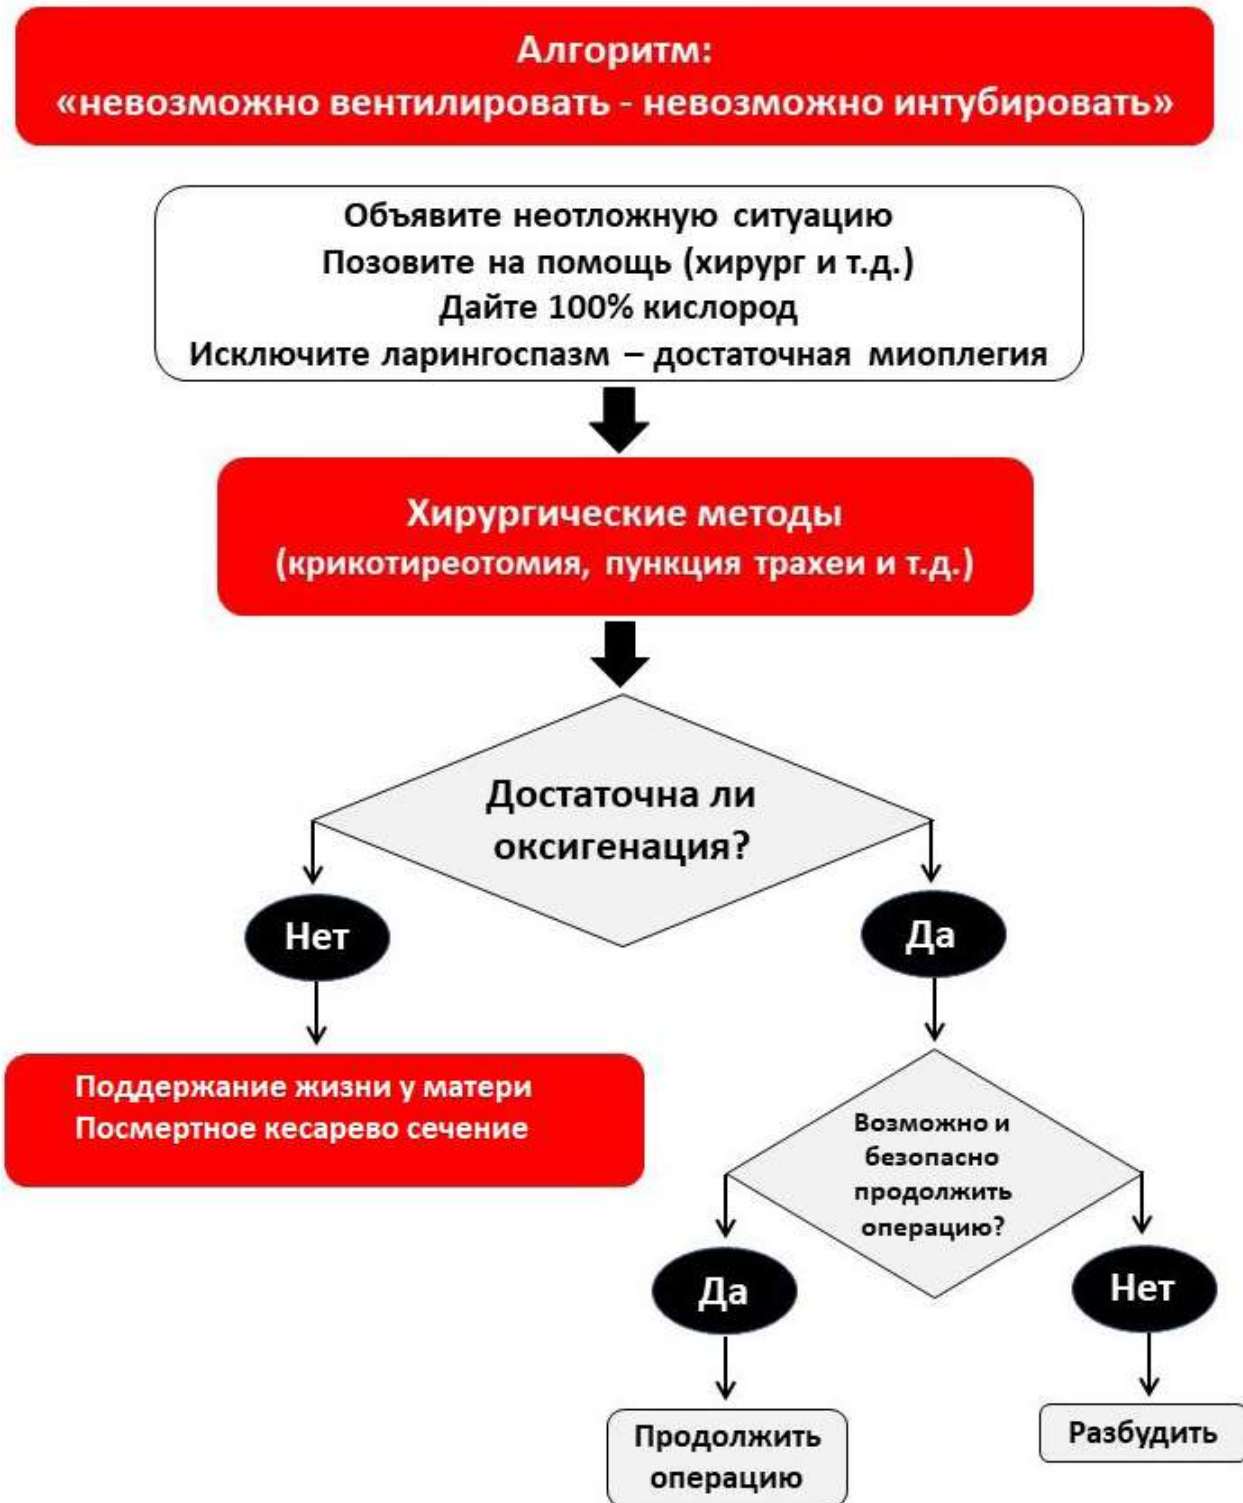 Алгоритм:
«невозможно вентилировать - невозможно интубировать»
Объявите неотложную ситуацию
Позовите на помощь (хирург и т.д.)
Дайте 100% кислород
Исключите ларингоспазм – достаточная миоплегия
Хирургические методы
(крикотиреотомия, пункция трахеи и т.д.)
Достаточна ли
оксигенация?
Нет
Да
Поддержание жизни у матери
Посмертное кесарево сечение
Возможно и
безопасно
продолжить
операцию?
Да
Нет
Продолжить
операцию
Разбудить